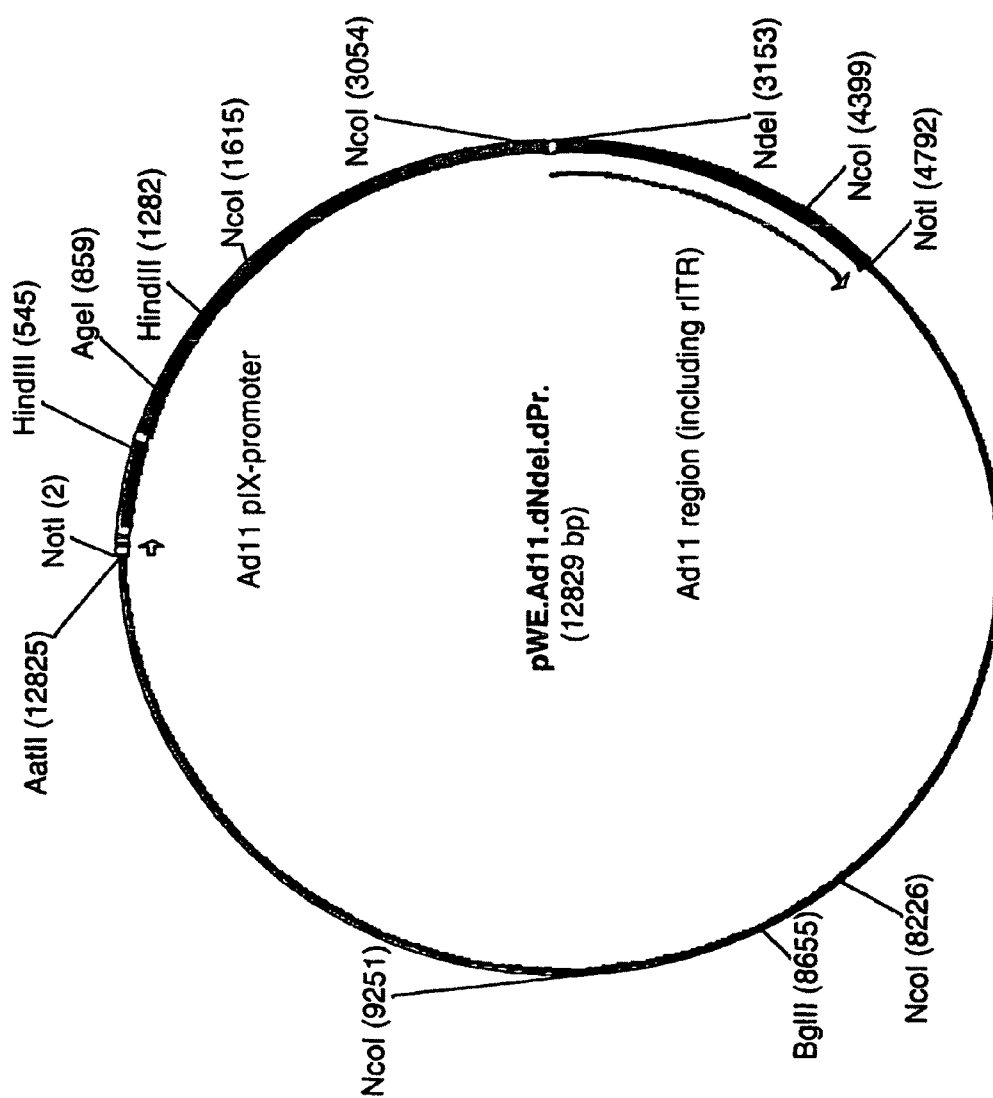 AatII (12825)
NotI (2)
HindIII (545)
AgeI (859)
HindIII (1282)
NcoI (1615)
NcoI (3054)
NdeI (3153)
NcoI (4399)
NotI (4792)
NcoI (8226)
BglII (8655)
NcoI (9251)
Ad11 pIX-promoter
pWE.Ad11.dNdeI.dPr.
(12829 bp)
Ad11 region (including rITR)